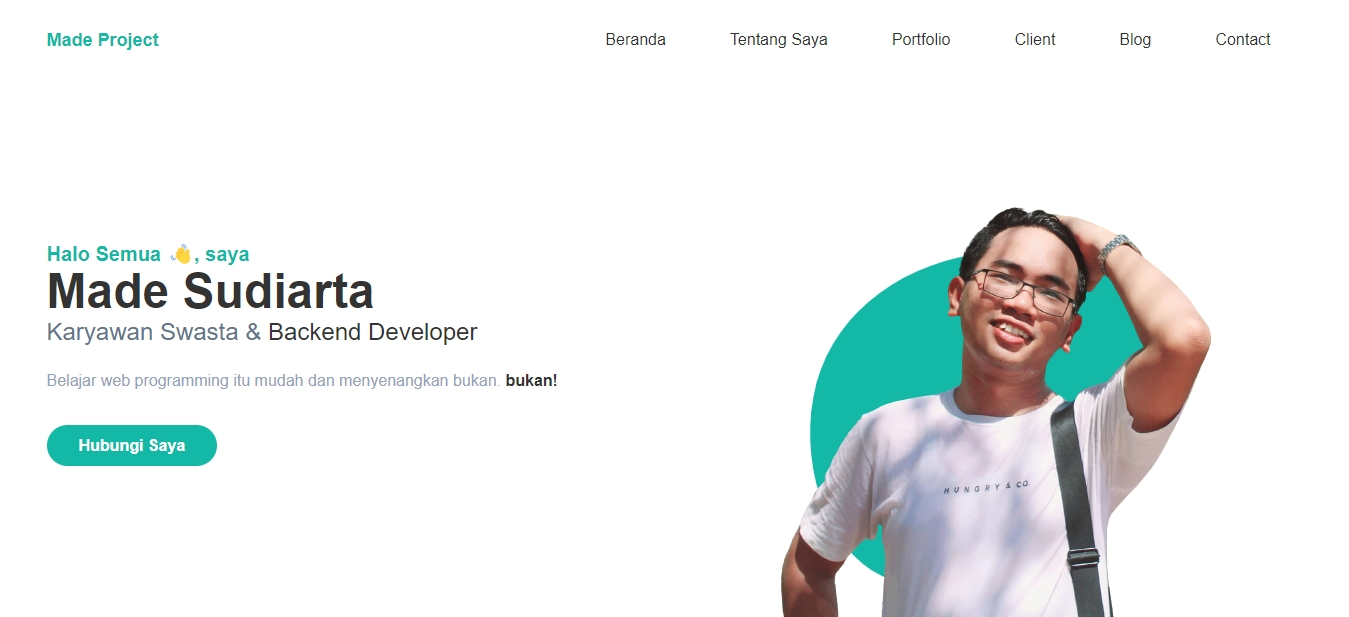 Made Project
Beranda Tentang Saya Portfolio Client Blog Contact
Halo Semua 👋, saya
Made Sudiarta
Karyawan Swasta & Backend Developer
Belajar web programming itu mudah dan menyenangkan bukan. bukan!
Hubungi Saya
HUNGRY & CO.